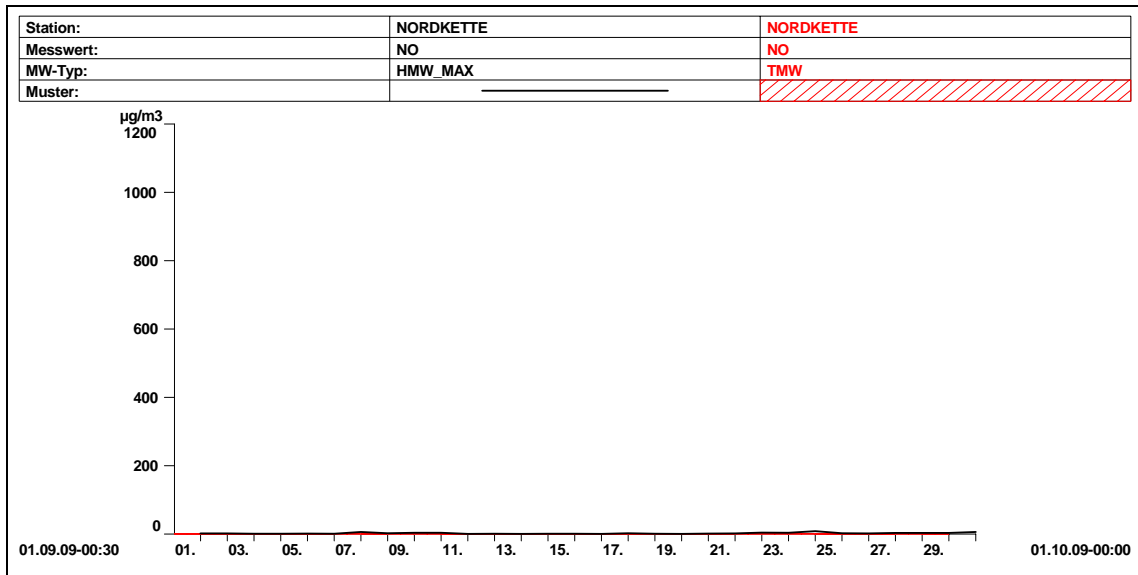 Station: NORDKETTE NORDKETTE
Messwert: NO NO
MW-Typ: HMW_MAX TMW
Muster:
µg/m3
1200
1000
800
600
400
200
0
01.09.09-00:30 01. 03. 05. 07. 09. 11. 13. 15. 17. 19. 21. 23. 25. 27. 29. 01.10.09-00:00